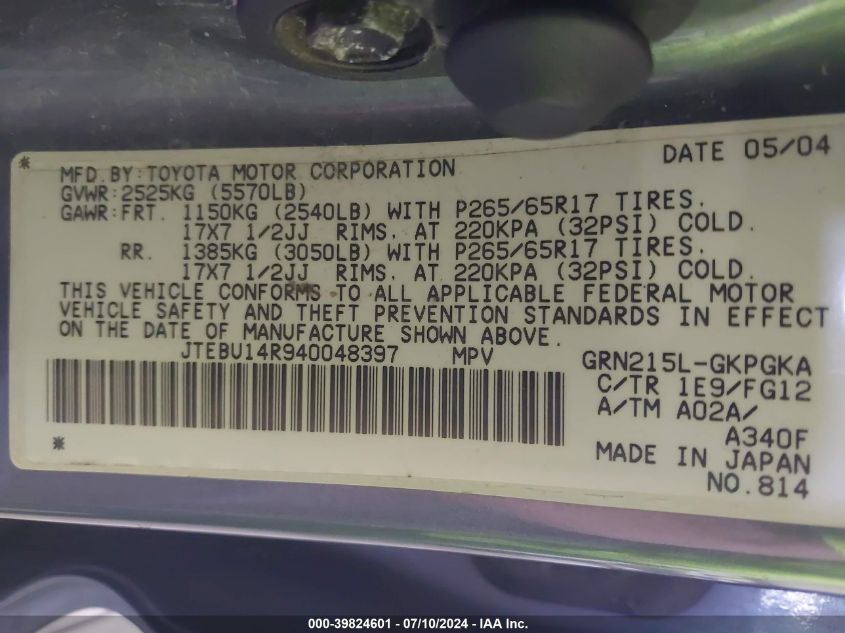 DATE 05/04
MFD.BY:TOYOTA MOTOR CORPORATION
GVWR:2525KG (5570LB)
GAWR:FRT. 1150KG (2540LB) WITH P265/65R17 TIRES.
17X7 1/2JJ RIMS, AT 220KPA (32PSI) COLD.
RR. 1385KG (3050LB) WITH P265/65R17 TIRES.
17X7 1/2JJ RIMS, AT 220KPA (32PSI) COLD.
THIS VEHICLE CONFORMS TO ALL APPLICABLE FEDERAL MOTOR
VEHICLE SAFETY AND THEFT PREVENTION STANDARDS IN EFFECT
ON THE DATE OF MANUFACTURE SHOWN ABOVE.
JTEBU14R940048397 MPV
GRN215L-GKPGKA
C/TR 1E9/FG12
A/TM A02A/
A340F
MADE IN JAPAN
NO.814
000-39824601 - 07/10/2024 - IAA Inc.